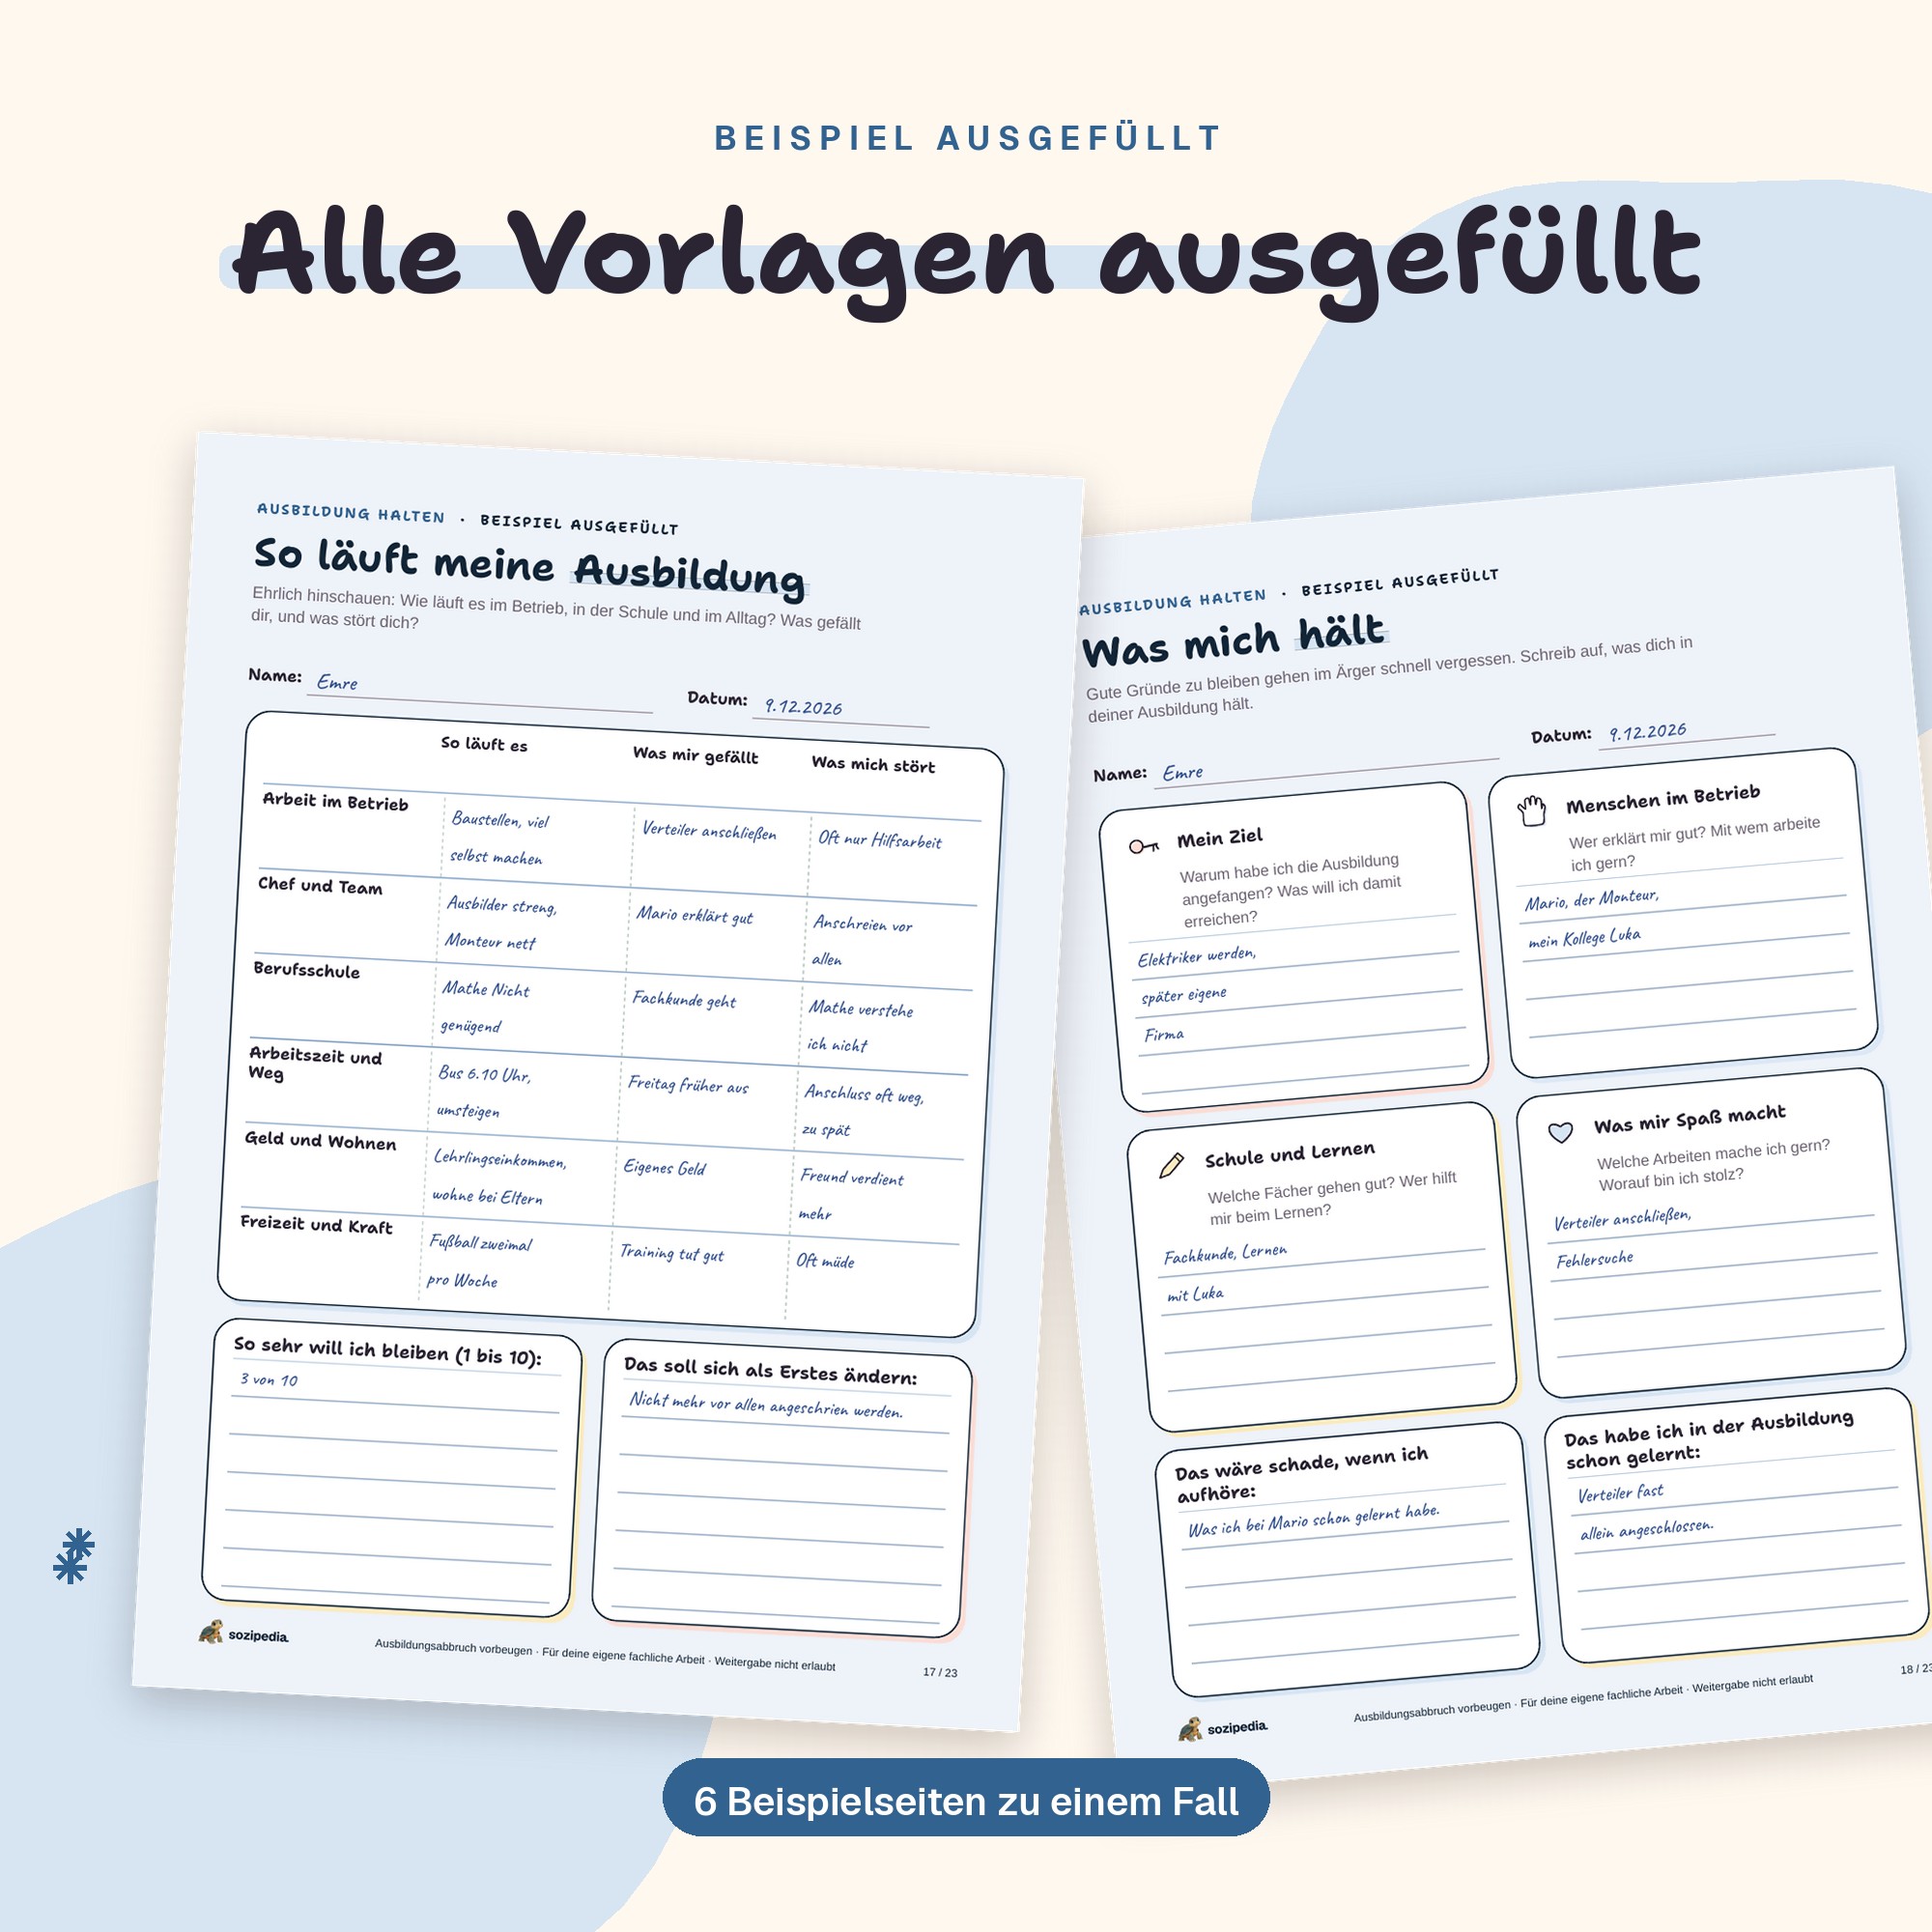 BEISPIEL AUSGEFÜLLT
Alle Vorlagen ausgefüllt
AUSBILDUNG HALTEN · BEISPIEL AUSGEFÜLLT
So läuft meine Ausbildung
Ehrlich hinschauen: Wie läuft es im Betrieb, in der Schule und im Alltag? Was gefällt
dir, und was stört dich?
Name: Emre Datum: 9.12.2026
So läuft es Was mir gefällt Was mich stört
Arbeit im Betrieb
Baustellen, viel
selbst machen
Verteiler anschließen
Oft nur Hilfsarbeit
Chef und Team
Ausbilder streng,
Monteur nett
Mario erklärt gut
Anschreien vor
allen
Berufsschule
Mathe Nicht
genügend
Fachkunde geht
Mathe verstehe
ich nicht
Arbeitszeit und
Weg
Bus 6.10 Uhr,
umsteigen
Freitag früher aus
Anschluss oft weg,
zu spät
Geld und Wohnen
Lehrlingseinkommen,
wohne bei Eltern
Eigenes Geld
Freund verdient
mehr
Freizeit und Kraft
Fußball zweimal
pro Woche
Training tut gut
Oft müde
So sehr will ich bleiben (1 bis 10):
3 von 10
Das soll sich als Erstes ändern:
Nicht mehr vor allen angeschrien werden.
sozipedia.
Ausbildungsabbruch vorbeugen · Für deine eigene fachliche Arbeit · Weitergabe nicht erlaubt
17 / 23
AUSBILDUNG HALTEN · BEISPIEL AUSGEFÜLLT
Was mich hält
Gute Gründe zu bleiben gehen im Ärger schnell vergessen. Schreib auf, was dich in
deiner Ausbildung hält.
Name: Emre Datum: 9.12.2026
Mein Ziel
Warum habe ich die Ausbildung
angefangen? Was will ich damit
erreichen?
Elektriker werden,
später eigene
Firma
Menschen im Betrieb
Wer erklärt mir gut? Mit wem arbeite
ich gern?
Mario, der Monteur,
mein Kollege Luka
Schule und Lernen
Welche Fächer gehen gut? Wer hilft
mir beim Lernen?
Fachkunde, Lernen
mit Luka
Was mir Spaß macht
Welche Arbeiten mache ich gern?
Worauf bin ich stolz?
Verteiler anschließen,
Fehlersuche
Das wäre schade, wenn ich
aufhöre:
Was ich bei Mario schon gelernt habe.
Das habe ich in der Ausbildung
schon gelernt:
Verteiler fast
allein angeschlossen.
sozipedia.
Ausbildungsabbruch vorbeugen · Für deine eigene fachliche Arbeit · Weitergabe nicht erlaubt
18 / 23
6 Beispielseiten zu einem Fall